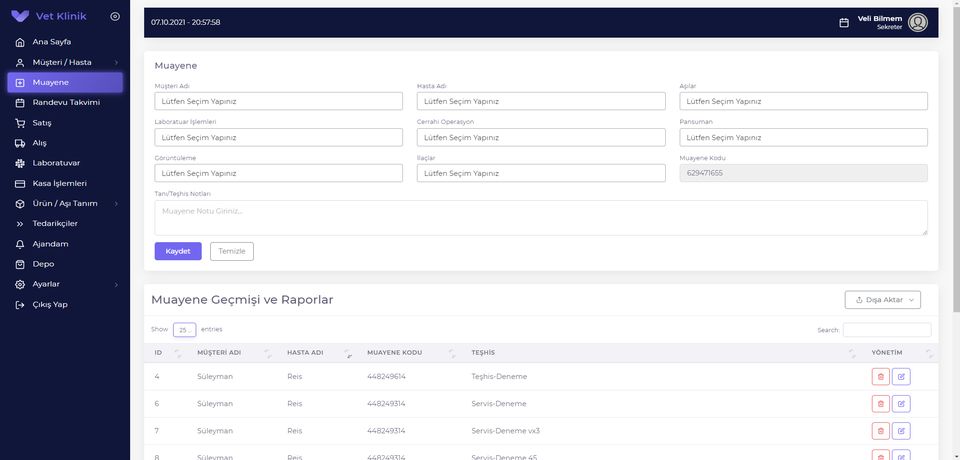 Vet Klinik
Ana Sayfa
Müşteri / Hasta
Muayene
Randevu Takvimi
Satış
Alış
Laboratuvar
Kasa İşlemleri
Ürün / Aşı Tanım
Tedarikçiler
Ajandam
Depo
Ayarlar
Çıkış Yap
07.10.2021 - 20:57:58
Veli Bilmem
Sekreter
Muayene
Müşteri Adı Hasta Adı Aşılar
Lütfen Seçim Yapınız Lütfen Seçim Yapınız Lütfen Seçim Yapınız
Laboratuar İşlemleri Cerrahi Operasyon Pansuman
Lütfen Seçim Yapınız Lütfen Seçim Yapınız Lütfen Seçim Yapınız
Görüntüleme İlaçlar Muayene Kodu
Lütfen Seçim Yapınız Lütfen Seçim Yapınız 629471655
Tanı/Teşhis Notları
Muayene Notu Giriniz...
Kaydet Temizle
Muayene Geçmişi ve Raporlar Dışa Aktar
Show 25 ... entries Search:
ID MÜŞTERİ ADI HASTA ADI MUAYENE KODU TEŞHİS YÖNETİM
4 Süleyman Reis 448249614 Teşhis-Deneme
6 Süleyman Reis 448249314 Servis-Deneme
7 Süleyman Reis 448249314 Servis-Deneme vx3
8 Süleyman Reis 448249314 Servis-Deneme 45